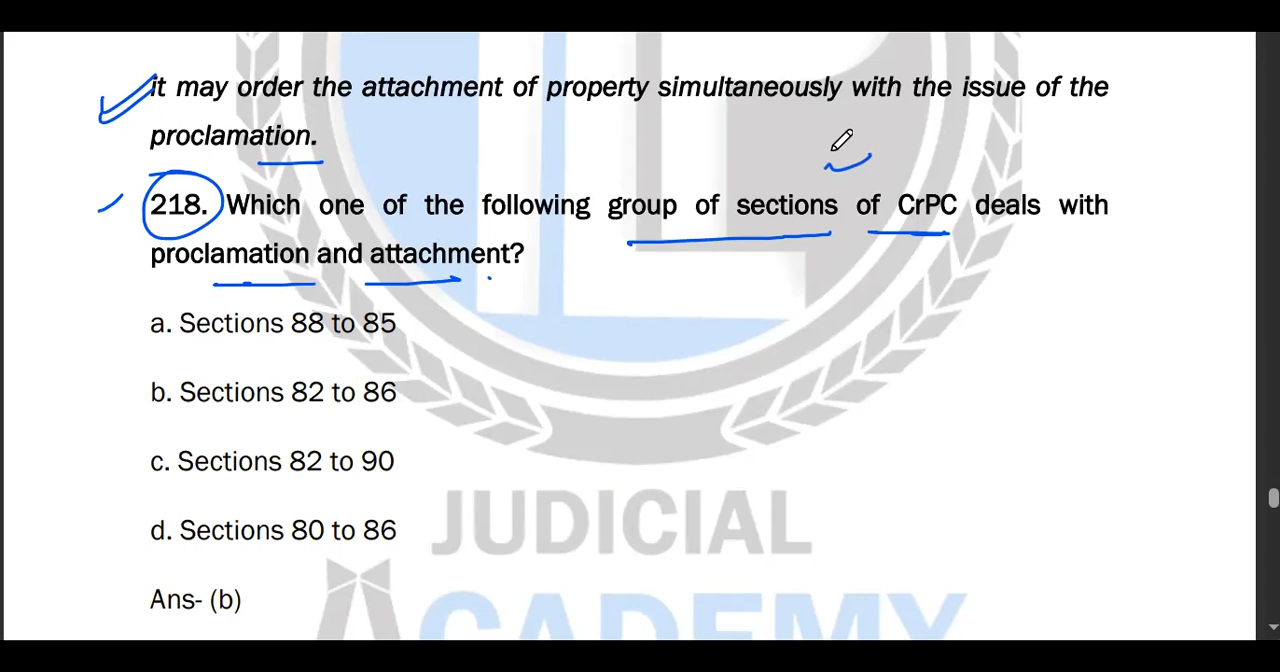 it may order the attachment of property simultaneously with the issue of the
proclamation.
218. Which one of the following group of sections of CrPC deals with
proclamation and attachment?
a. Sections 88 to 85
b. Sections 82 to 86
c. Sections 82 to 90
d. Sections 80 to 86
JUDICIAL
Ans- (b)
ACADEMY